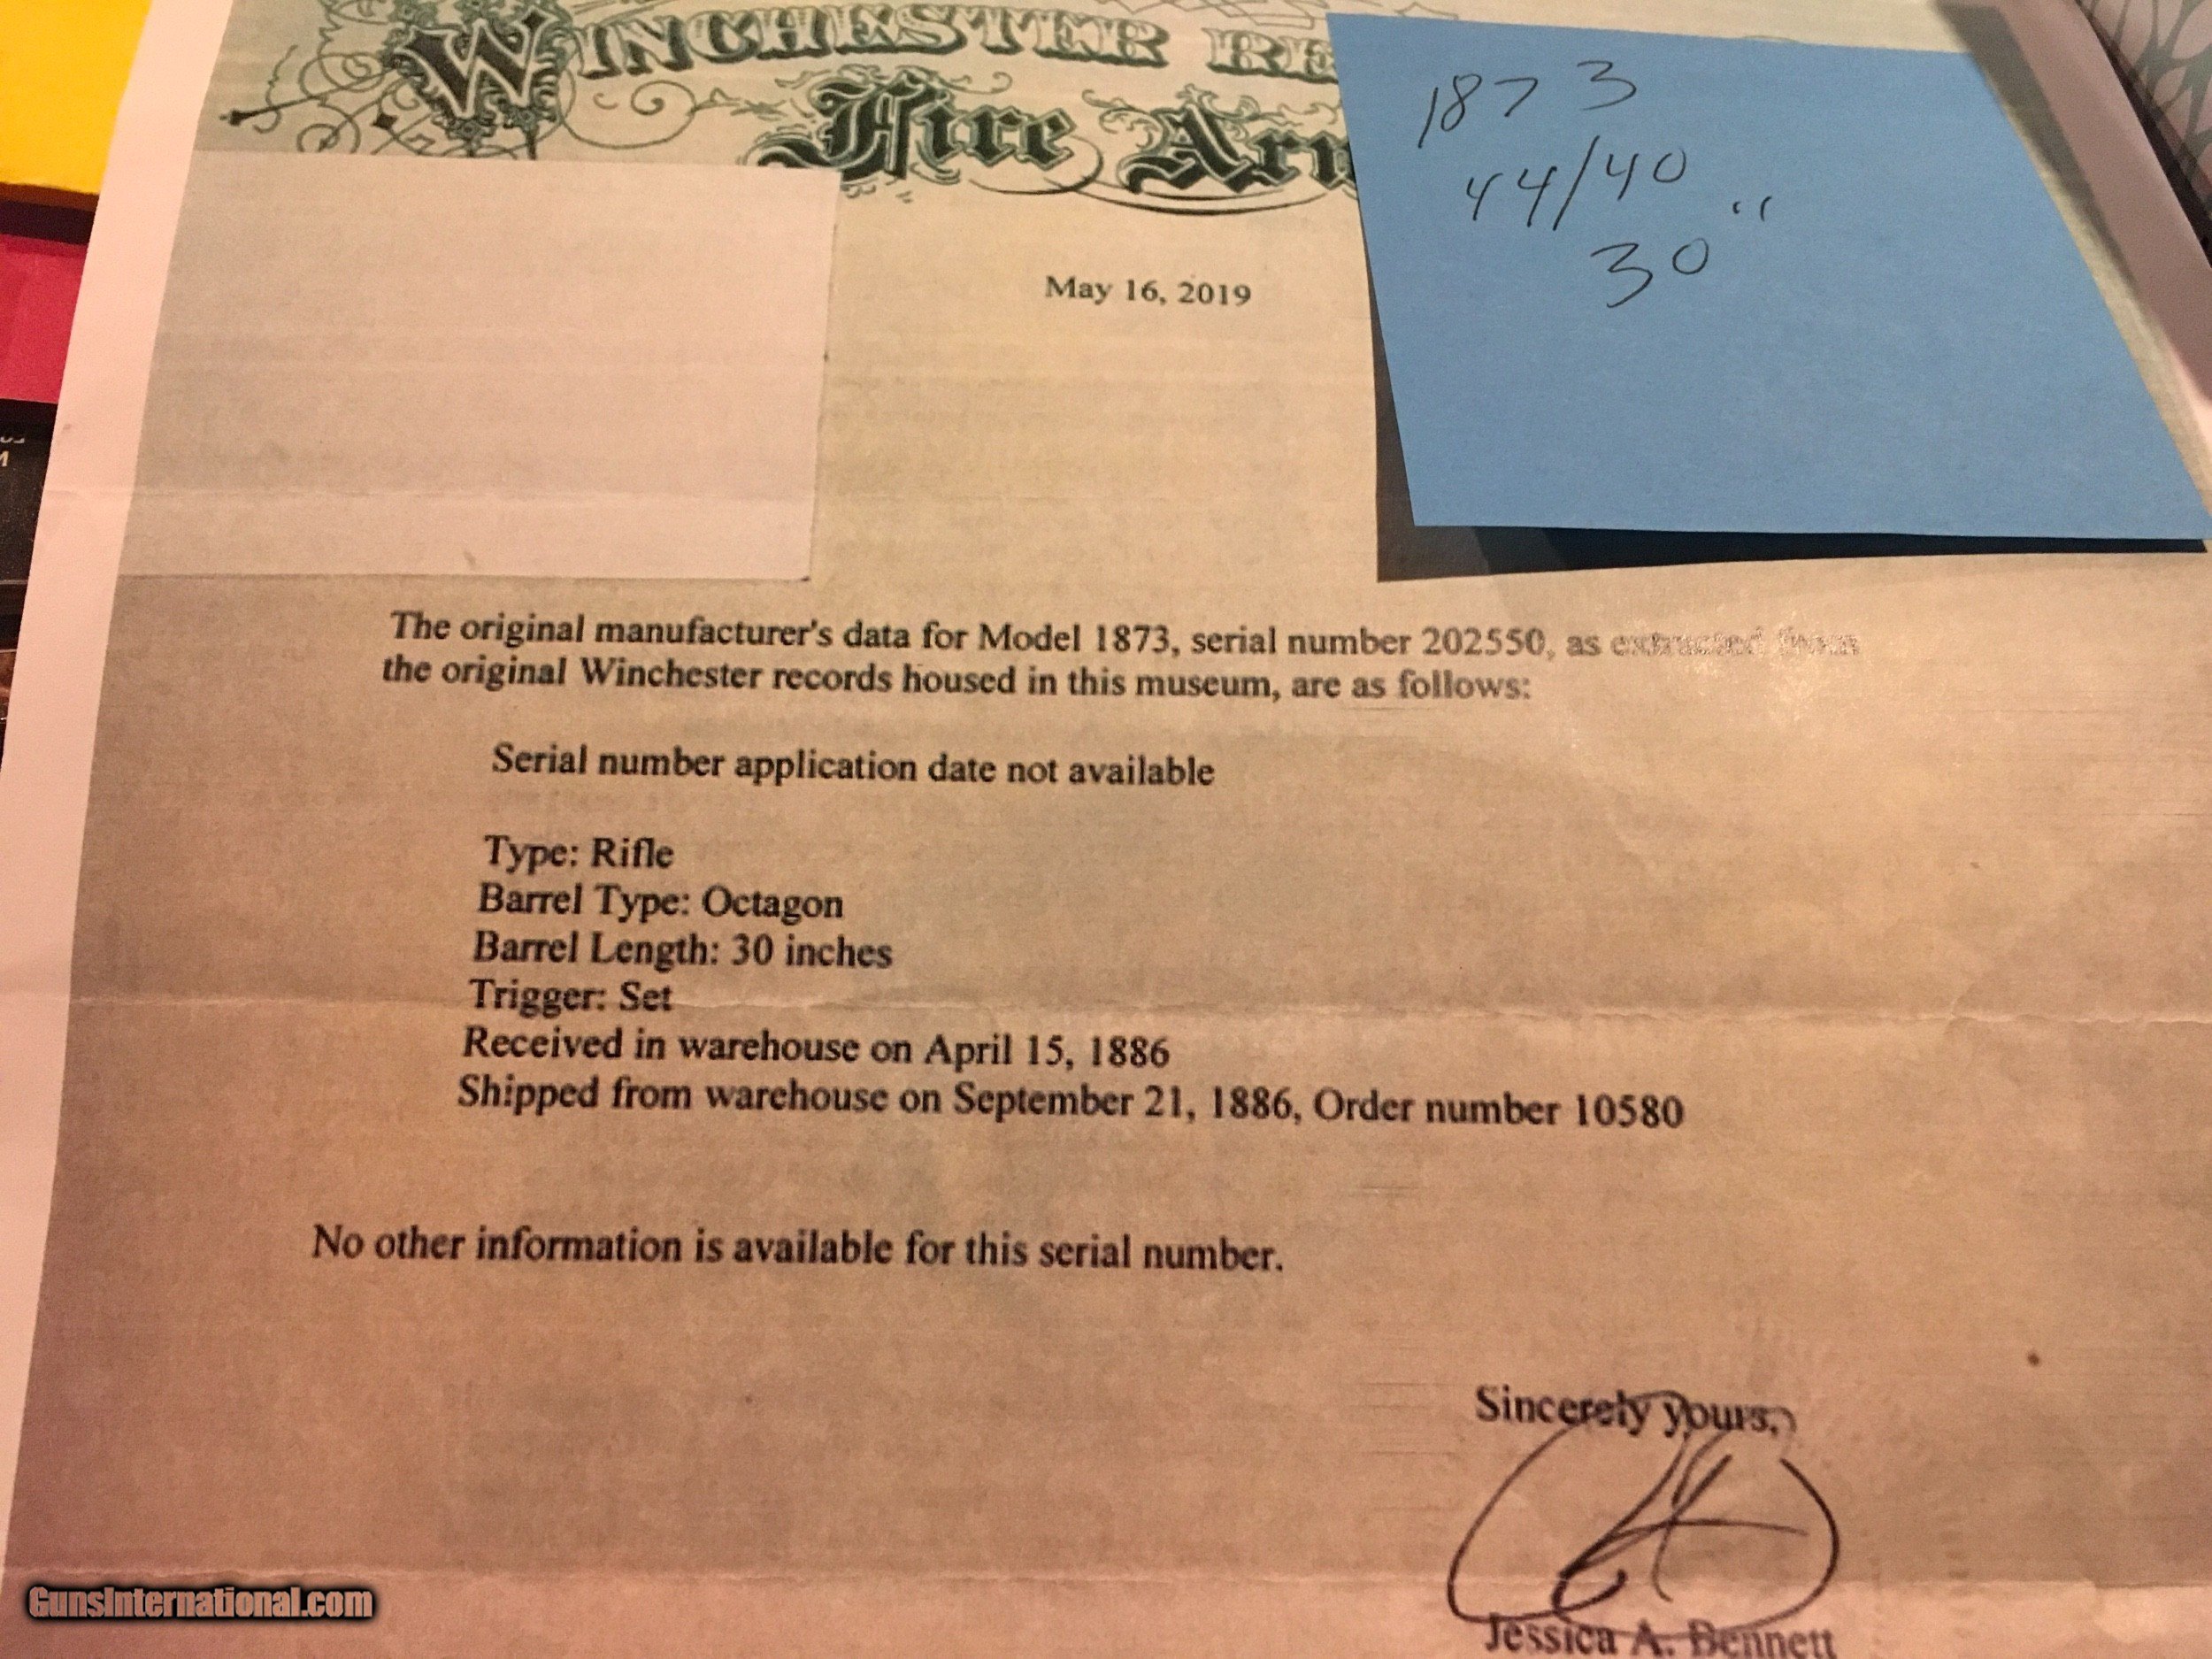 WINCHESTER RE
Fire Arm
1873
44/40
30"
May 16, 2019
The original manufacturer's data for Model 1873, serial number 202550, as extracted from
the original Winchester records housed in this museum, are as follows:
Serial number application date not available
Type: Rifle
Barrel Type: Octagon
Barrel Length: 30 inches
Trigger: Set
Received in warehouse on April 15, 1886
Shipped from warehouse on September 21, 1886, Order number 10580
No other information is available for this serial number.
Sincerely yours,
Jessica A. Bennett
GunsInternational.com